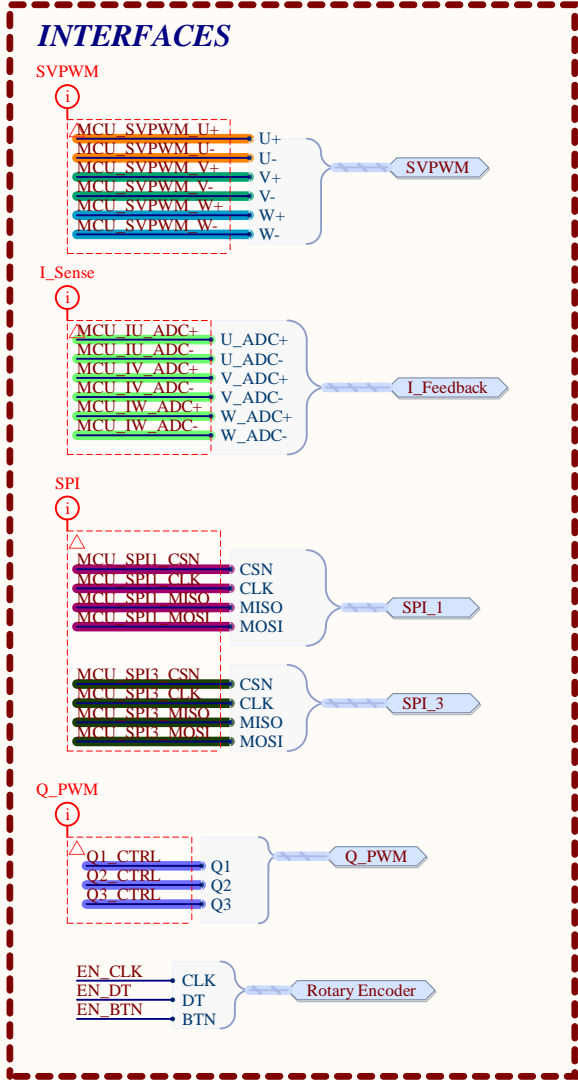 INTERFACES
SVPWM
i
MCU_SVPWM_U+ U+
MCU_SVPWM_U- U-
MCU_SVPWM_V+ V+
MCU_SVPWM_V- V-
MCU_SVPWM_W+ W+
MCU_SVPWM_W- W-
SVPWM
I_Sense
i
MCU_IU_ADC+ U_ADC+
MCU_IU_ADC- U_ADC-
MCU_IV_ADC+ V_ADC+
MCU_IV_ADC- V_ADC-
MCU_IW_ADC+ W_ADC+
MCU_IW_ADC- W_ADC-
I_Feedback
SPI
i
MCU_SPI1_CSN CSN
MCU_SPI1_CLK CLK
MCU_SPI1_MISO MISO
MCU_SPI1_MOSI MOSI
SPI_1
MCU_SPI3_CSN CSN
MCU_SPI3_CLK CLK
MCU_SPI3_MISO MISO
MCU_SPI3_MOSI MOSI
SPI_3
Q_PWM
i
Q1_CTRL Q1
Q2_CTRL Q2
Q3_CTRL Q3
Q_PWM
EN_CLK CLK
EN_DT DT
EN_BTN BTN
Rotary Encoder